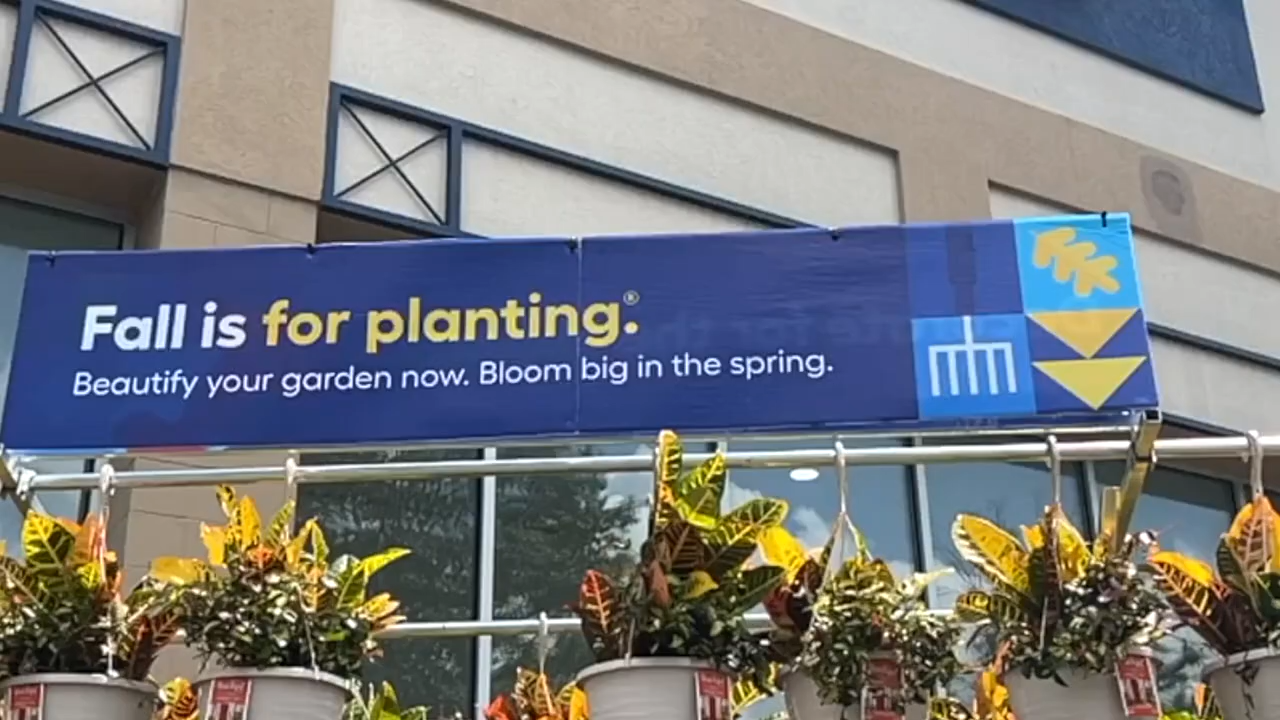 Fall is for planting.®
Beautify your garden now. Bloom big in the spring.